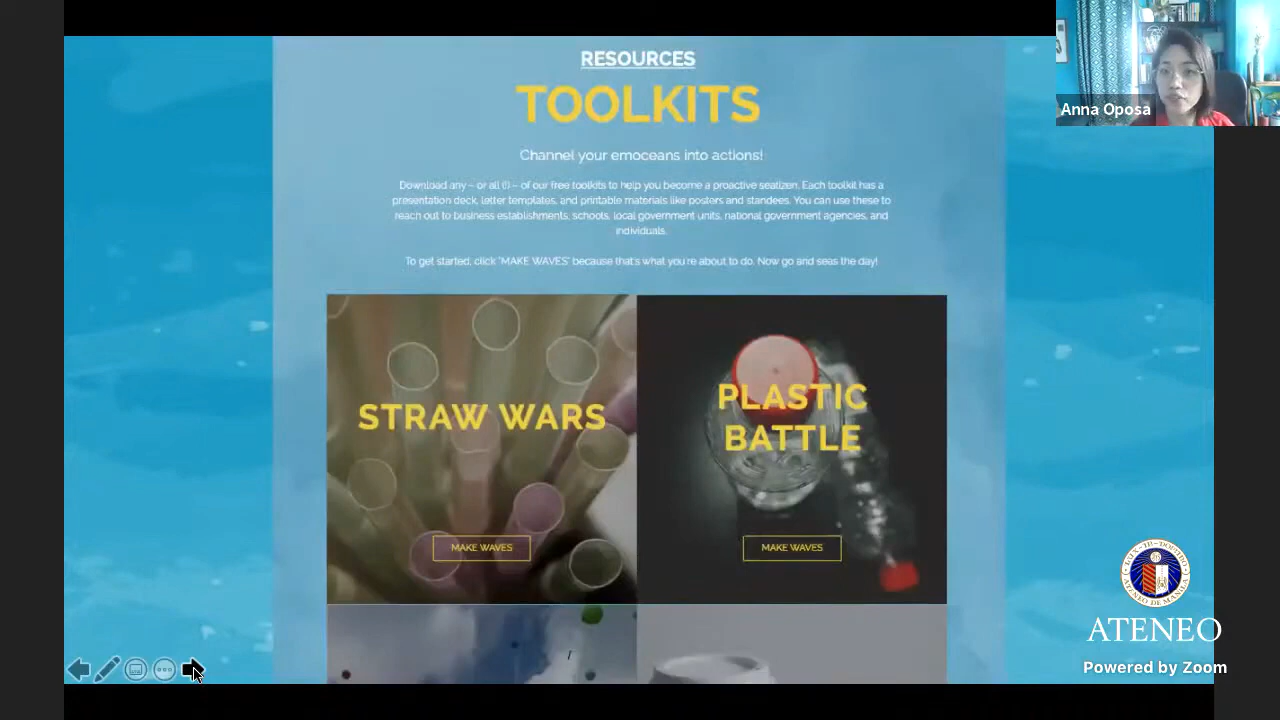 RESOURCES
TOOLKITS
Channel your emoceans into actions!
Download any – or all (!) – of our free toolkits to help you become a proactive seatizen. Each toolkit has a
presentation deck, letter templates, and printable materials like posters and standees. You can use these to
reach out to business establishments, schools, local government units, national government agencies, and
individuals.
To get started, click "MAKE WAVES" because that's what you're about to do. Now go and seas the day!
STRAW WARS
MAKE WAVES
PLASTIC
BATTLE
MAKE WAVES
Anna Oposa
ATENEO
Powered by Zoom